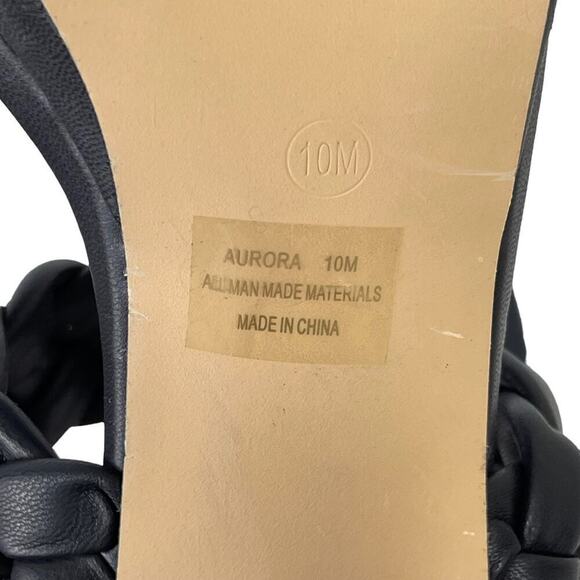 10M
AURORA 10M
ALL MAN MADE MATERIALS
MADE IN CHINA